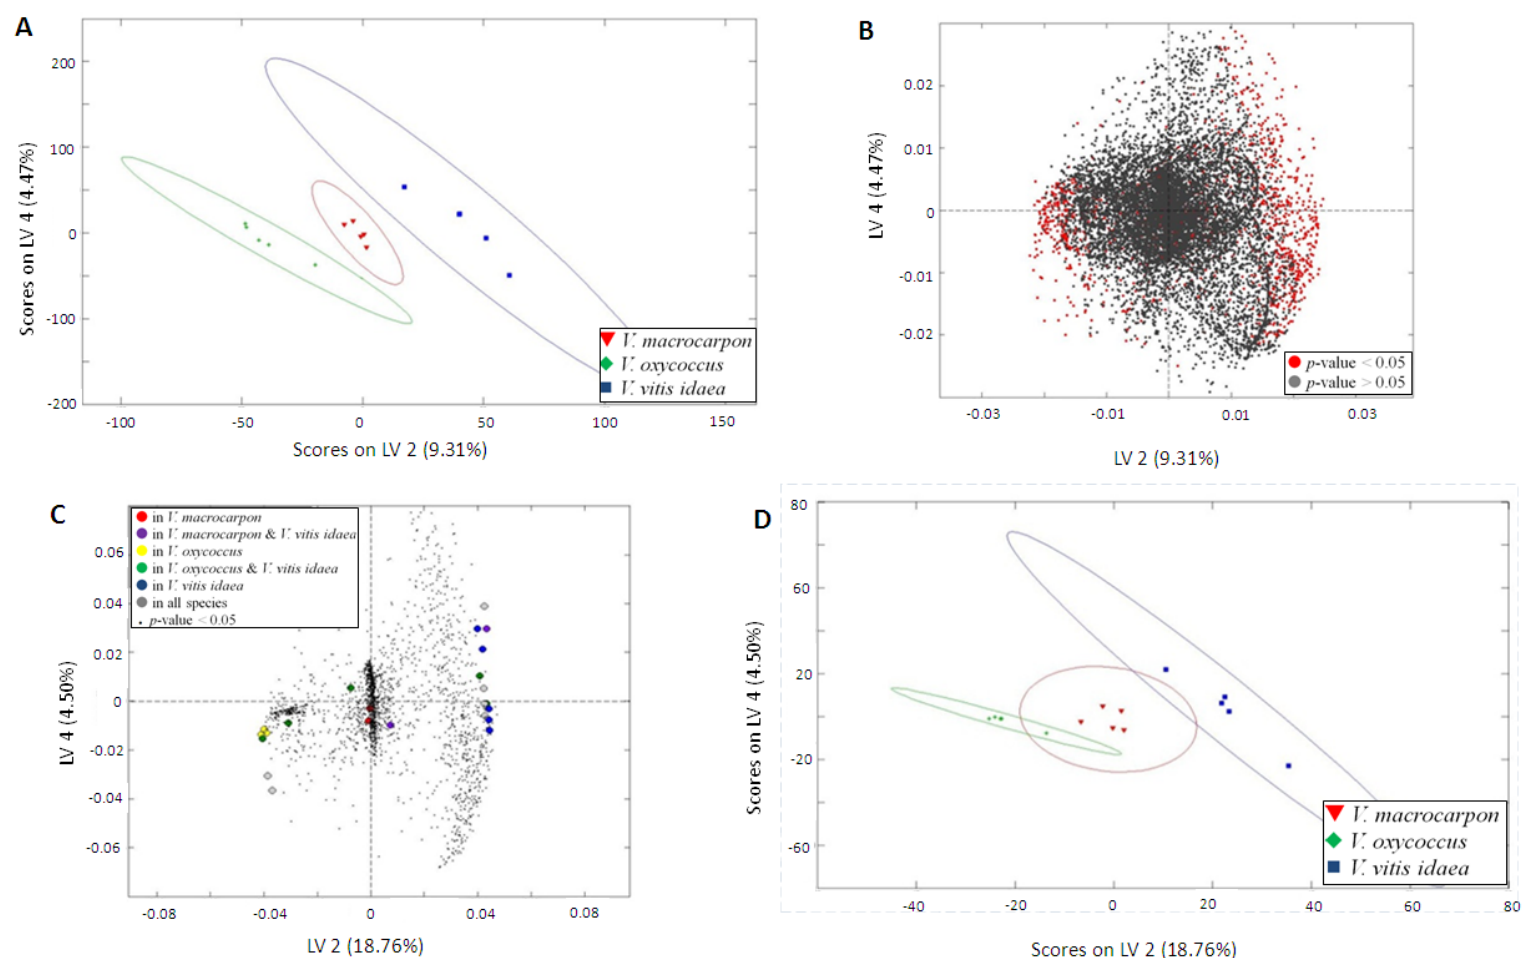 A
Scores on LV 4 (4.47%)
200
100
0
-100
-200
-100
-50
0
50
100
150
Scores on LV 2 (9.31%)
V. macrocarpon
V. oxycoccus
V. vitis idaea
B
LV 4 (4.47%)
0.02
0.01
0
-0.01
-0.02
-0.03
-0.01
0.01
0.03
LV 2 (9.31%)
p-value < 0.05
p-value > 0.05
C
in V. macrocarpon
in V. macrocarpon & V. vitis idaea
in V. oxycoccus
in V. oxycoccus & V. vitis idaea
in V. vitis idaea
in all species
p-value < 0.05
LV 4 (4.50%)
0.06
0.04
0.02
0
-0.02
-0.04
-0.06
-0.08
-0.04
0
0.04
0.08
LV 2 (18.76%)
D
Scores on LV 4 (4.50%)
80
60
20
-20
-60
-40
-20
0
20
40
60
80
Scores on LV 2 (18.76%)
V. macrocarpon
V. oxycoccus
V. vitis idaea